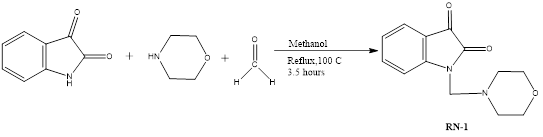 O
O
N
H
+
HN
O
+
O
C
H
H
Methanol
Reflux,100 C
3.5 hours
O
O
N
N
O
RN-1